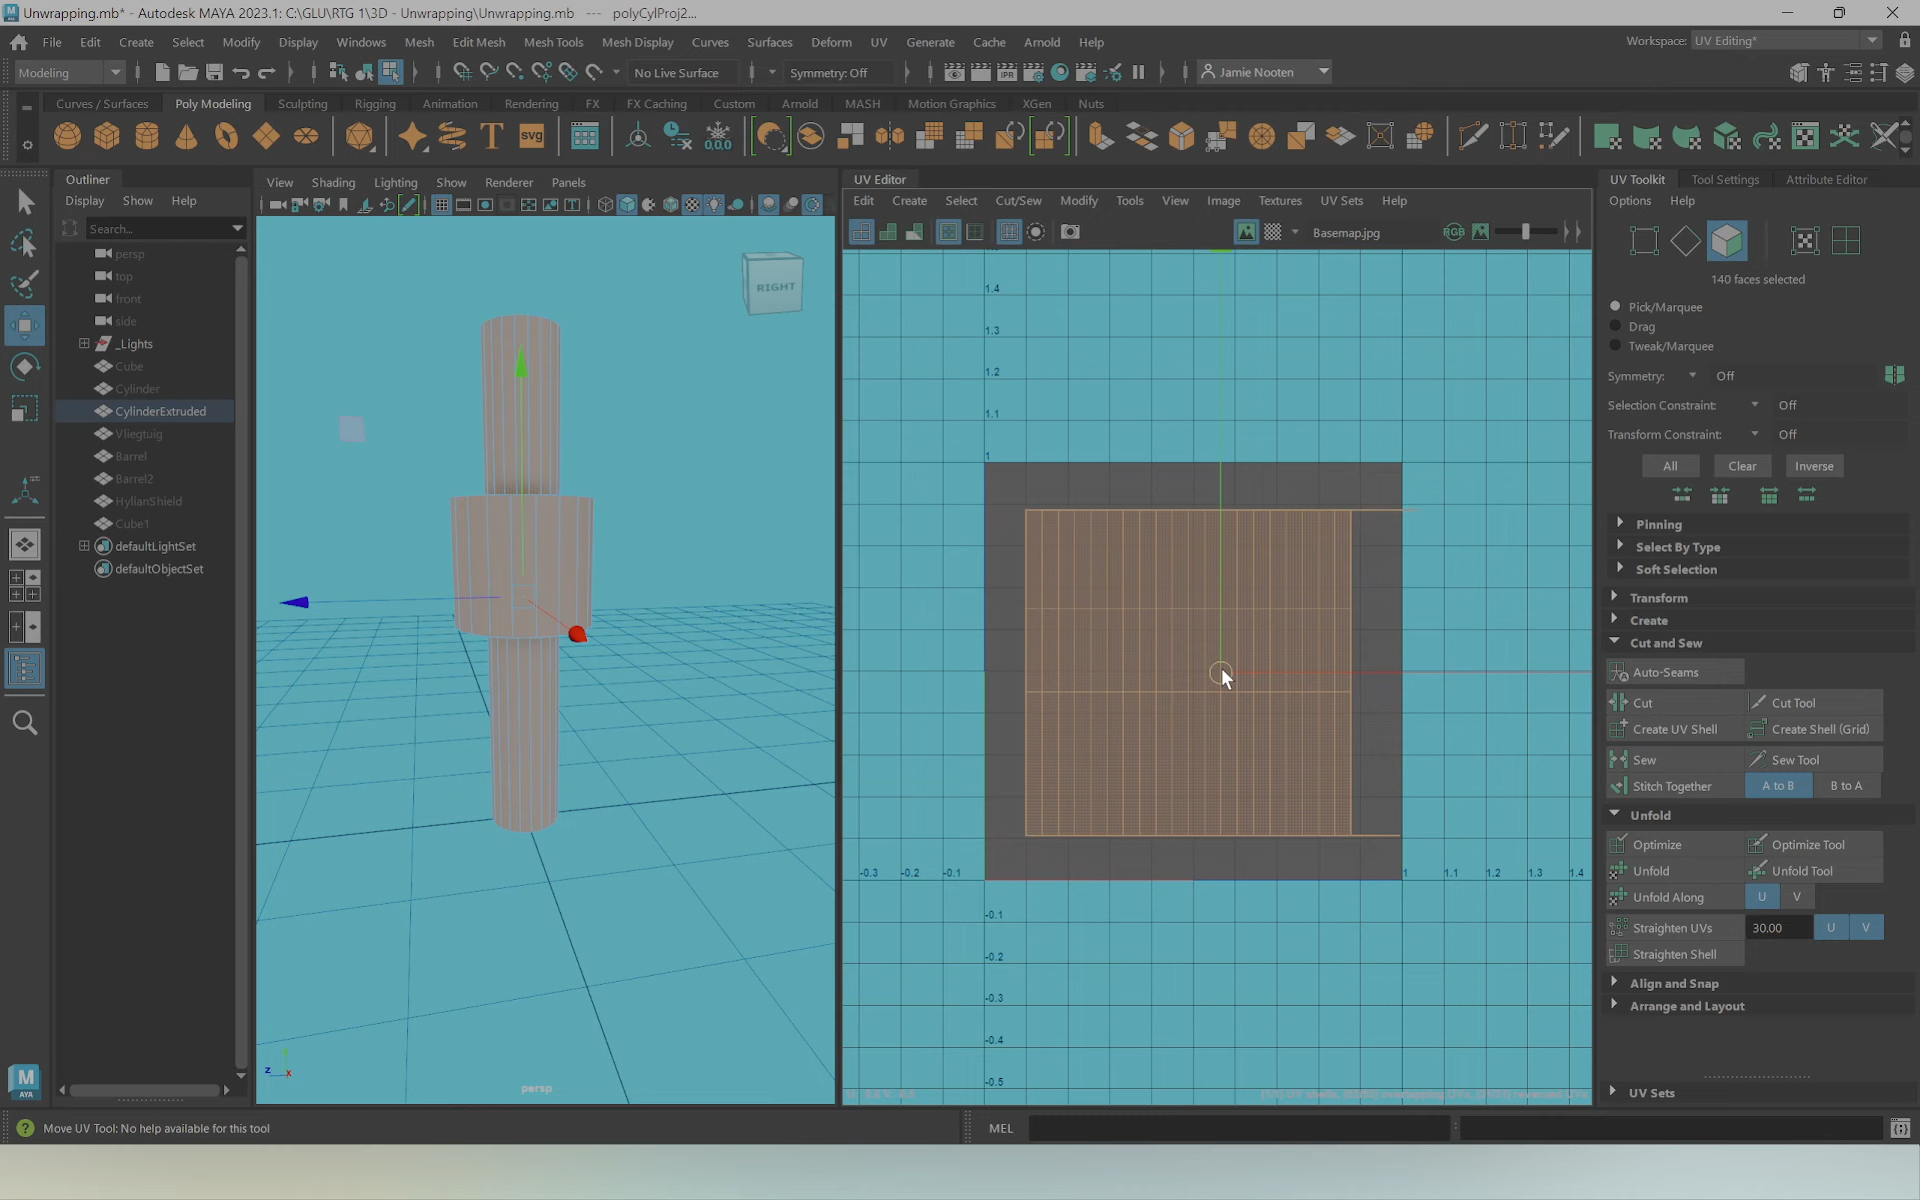 Unwrapping.mb* - Autodesk MAYA 2023.1: C:\GLU\RTG 1\3D - Unwrapping\Unwrapping.mb --- polyCylProj2...
File Edit Create Select Modify Display Windows Mesh Edit Mesh Mesh Tools Mesh Display Curves Surfaces Deform UV Generate Cache Arnold Help
Workspace: UV Editing*
Modeling
No Live Surface
Symmetry: Off
IPR
Jamie Nooten
Curves / Surfaces Poly Modeling Sculpting Rigging Animation Rendering FX FX Caching Custom Arnold MASH Motion Graphics XGen Nuts
T svg
0,0,0
Outliner
Display Show Help
Search...
persp
top
front
side
_Lights
Cube
Cylinder
CylinderExtruded
Vliegtuig
Barrel
Barrel2
HylianShield
Cube1
defaultLightSet
defaultObjectSet
View Shading Lighting Show Renderer Panels
RIGHT
z x
persp
UV Editor
Edit Create Select Cut/Sew Modify Tools View Image Textures UV Sets Help
Basemap.jpg
RGB
1.4
1.3
1.2
1.1
1
-0.3 -0.2 -0.1 1 1.1 1.2 1.3 1.4
-0.1
-0.2
-0.3
-0.4
-0.5
UV Toolkit Tool Settings Attribute Editor
Options Help
140 faces selected
Pick/Marquee
Drag
Tweak/Marquee
Symmetry: Off
Selection Constraint: Off
Transform Constraint: Off
All Clear Inverse
Pinning
Select By Type
Soft Selection
Transform
Create
Cut and Sew
Auto-Seams
Cut Cut Tool
Create UV Shell Create Shell (Grid)
Sew Sew Tool
Stitch Together A to B B to A
Unfold
Optimize Optimize Tool
Unfold Unfold Tool
Unfold Along U V
Straighten UVs 30.00 U V
Straighten Shell
Align and Snap
Arrange and Layout
UV Sets
M
AYA
Move UV Tool: No help available for this tool
MEL